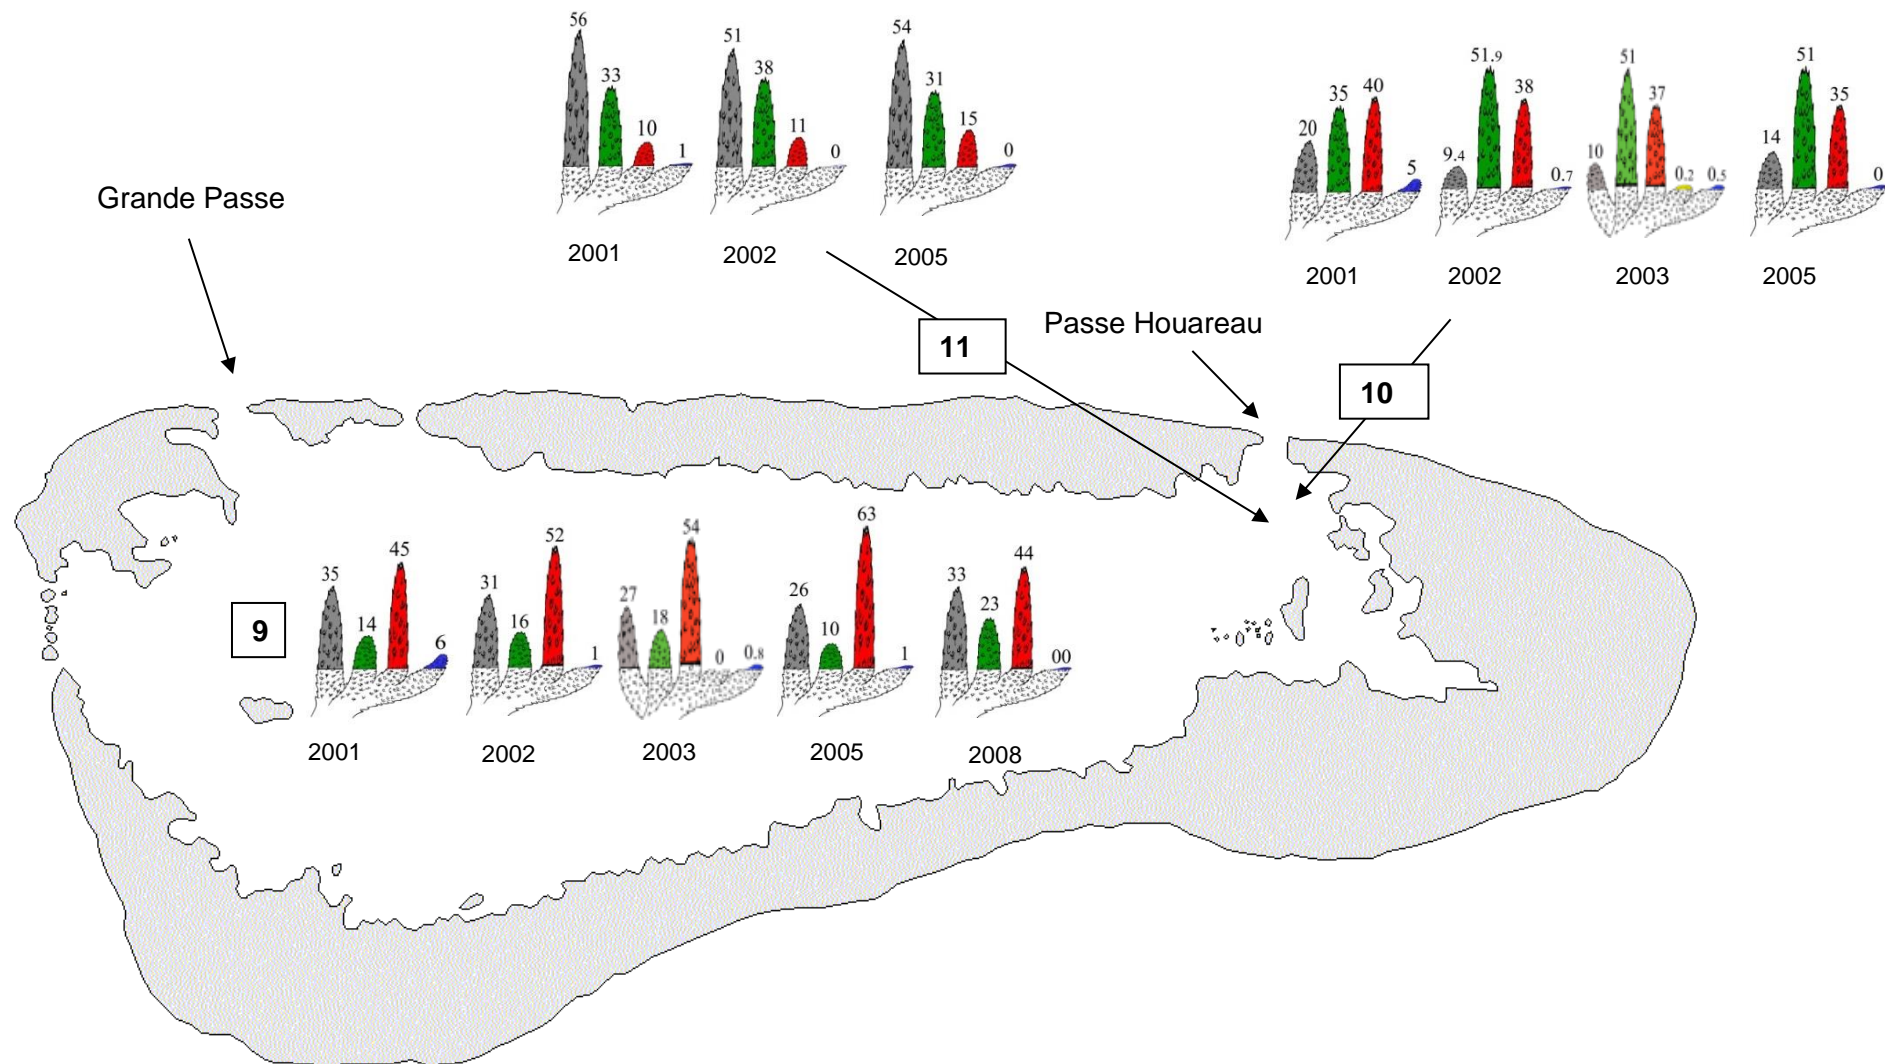 56 33 10 1
51 38 11 0
54 31 15 0
2001 2002 2005
20 35 40 5
9.4 51.9 38 0.7
10 51 37 0.2 0.5
14 51 35 0
2001 2002 2003 2005
Grande Passe
Passe Houareau
11
10
9
35 14 45 6
31 16 52 1
27 18 54 0 0.8
26 10 63 1
33 23 44 00
2001 2002 2003 2005 2008